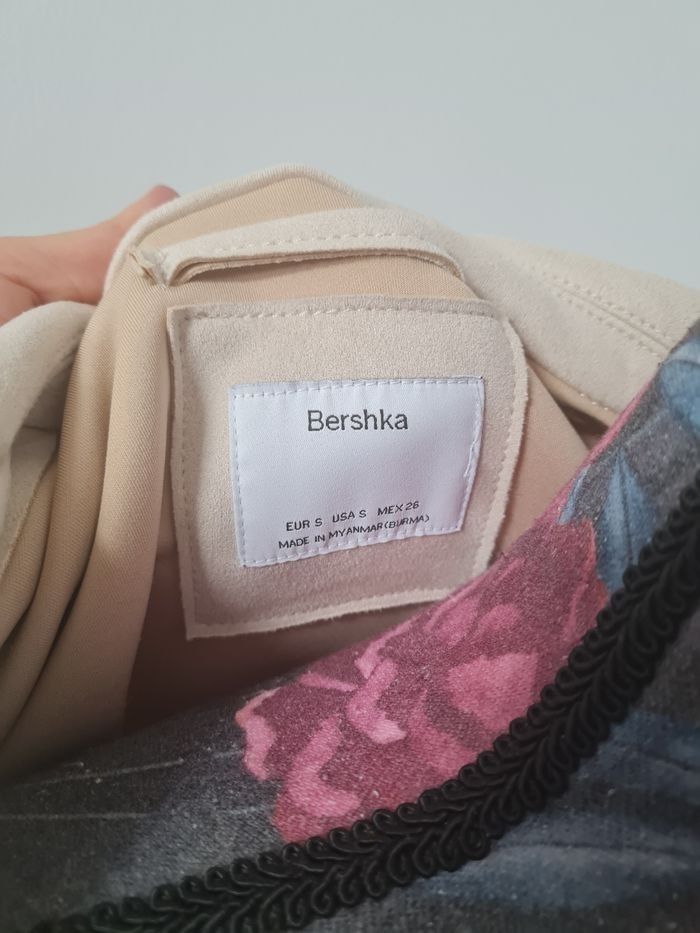 Bershka
EUR S USA S MEX 26
MADE IN MYANMAR(BURMA)